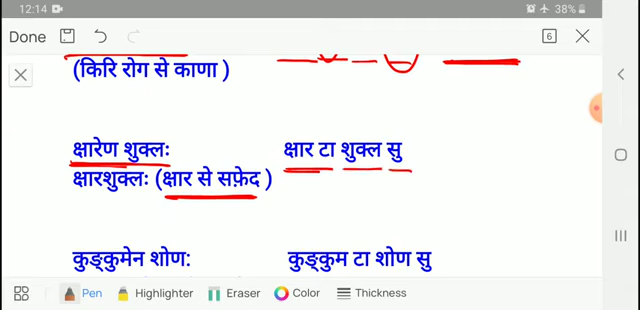 12:14 38%
Done 6
(किरि रोग से काणा )
क्षारेण शुक्लः क्षार टा शुक्ल सु
क्षारशुक्लः (क्षार से सफ़ेद )
कुङ्कुमेन शोण: कुङ्कुम टा शोण सु
Pen Highlighter Eraser Color Thickness